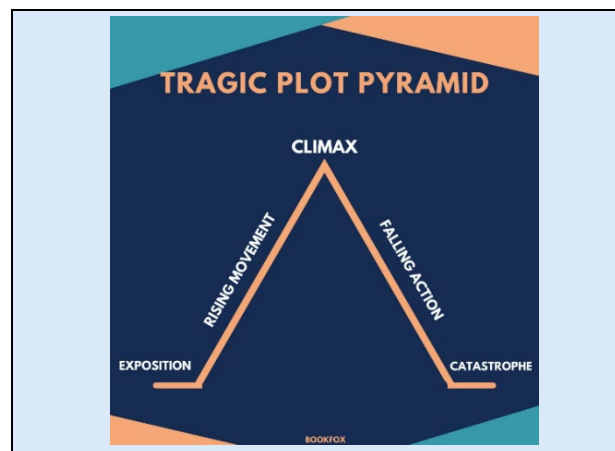 TRAGIC PLOT PYRAMID
CLIMAX
RISING MOVEMENT
FALLING ACTION
EXPOSITION
CATASTROPHE
BOOKFOX